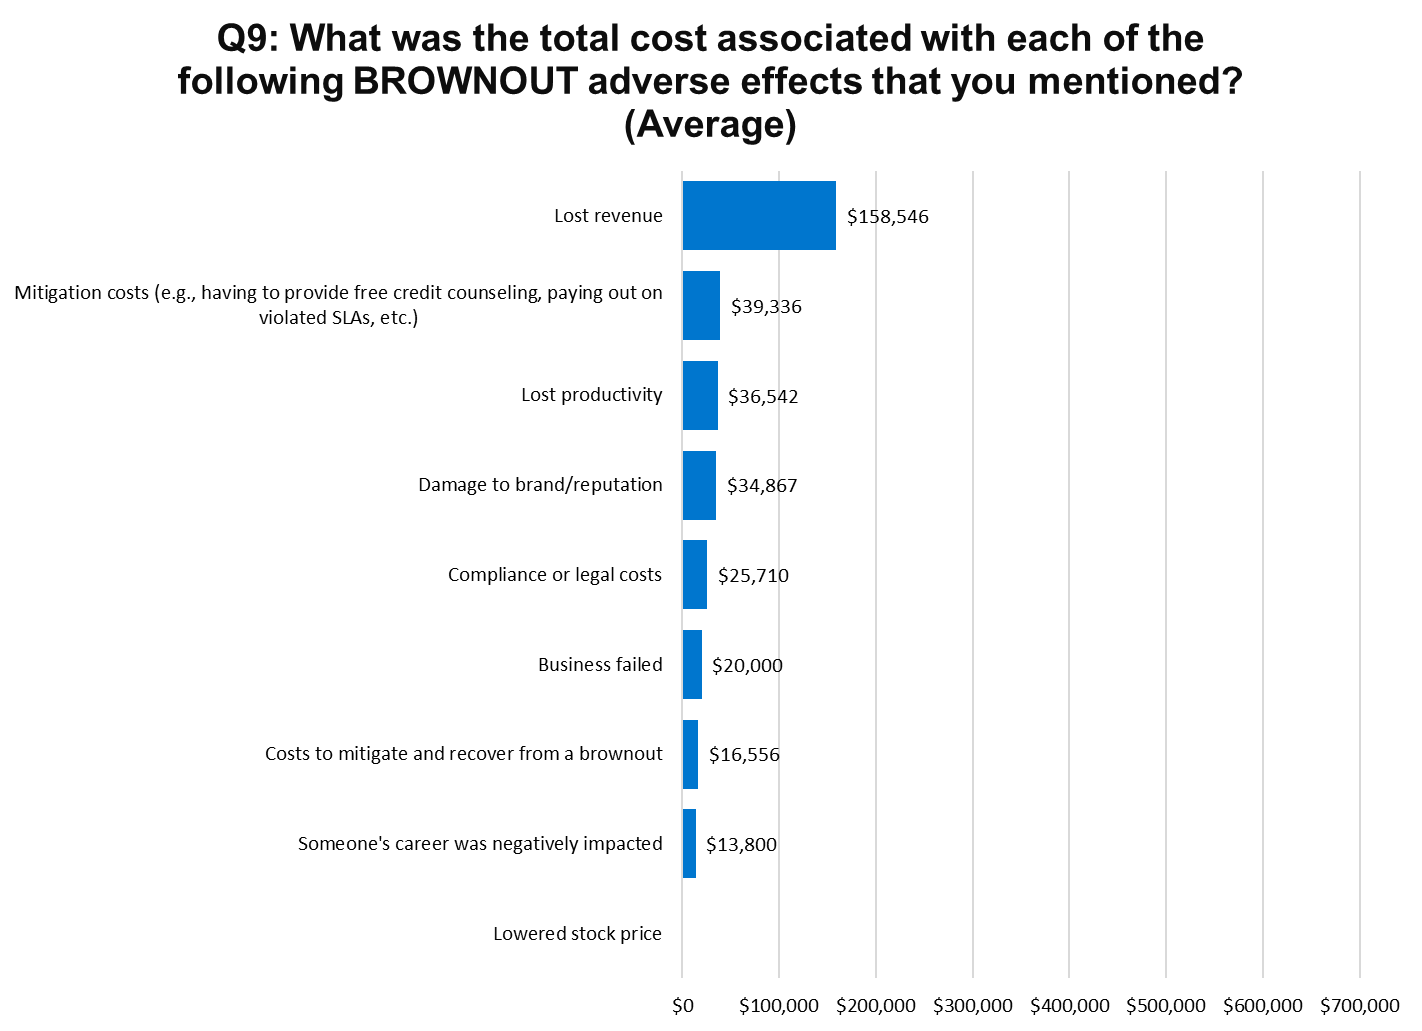 Q9: What was the total cost associated with each of the
following BROWNOUT adverse effects that you mentioned?
(Average)
Lost revenue
$158,546
Mitigation costs (e.g., having to provide free credit counseling, paying out on
violated SLAs, etc.)
$39,336
Lost productivity
$36,542
Damage to brand/reputation
$34,867
Compliance or legal costs
$25,710
Business failed
$20,000
Costs to mitigate and recover from a brownout
$16,556
Someone's career was negatively impacted
$13,800
Lowered stock price
$0 $100,000 $200,000 $300,000 $400,000 $500,000 $600,000 $700,000